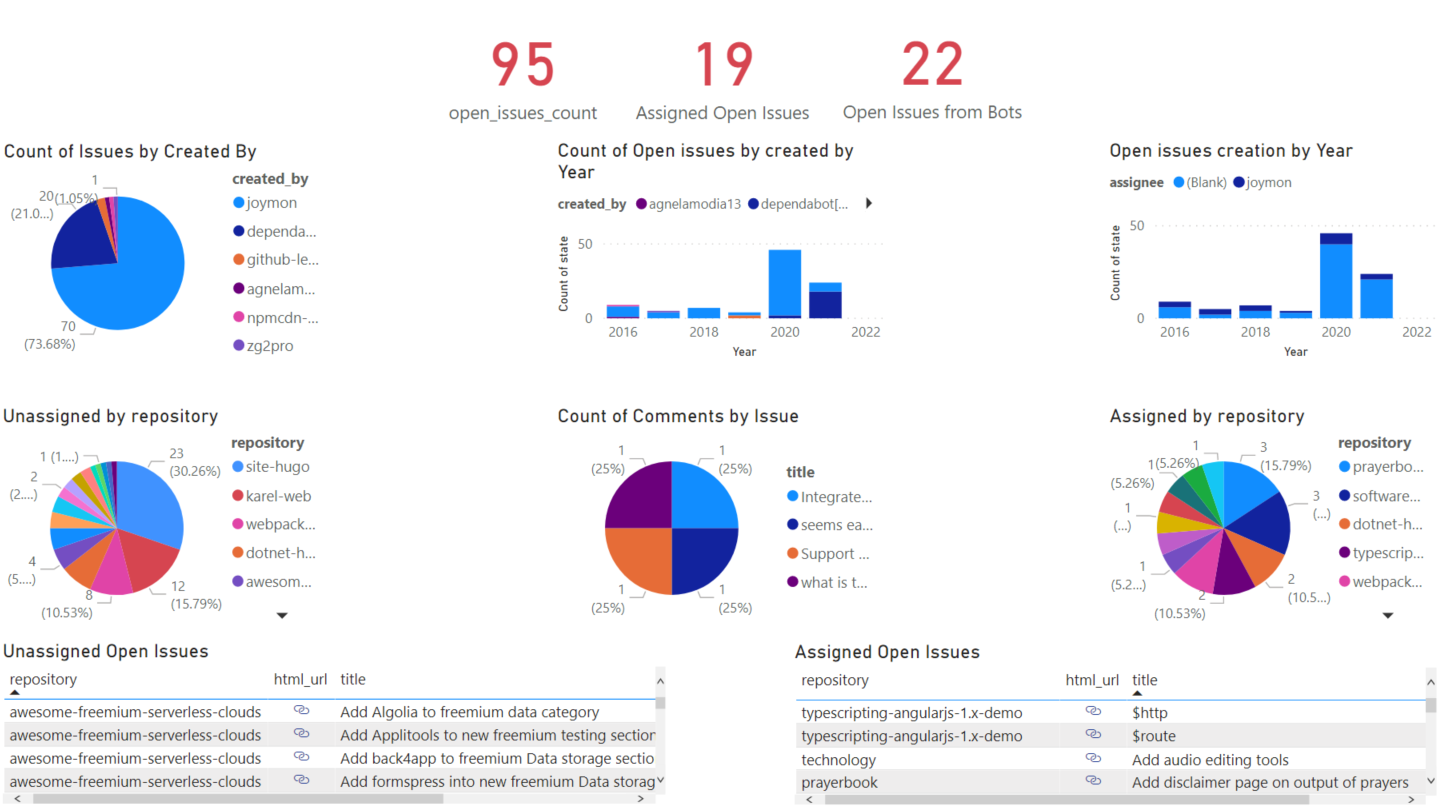 95
19
22
open_issues_count
Assigned Open Issues
Open Issues from Bots
Count of Issues by Created By
1
(1.05%)
20
(21.0...)
70
(73.68%)
created_by
joymon
dependa...
github-le...
agnelam...
npmcdn-...
zg2pro
Count of Open issues by created by
Year
created_by agnelamodia13 dependabot[...
Count of state
50
0
2016 2018 2020 2022
Year
Open issues creation by Year
assignee (Blank) joymon
Count of state
50
0
2016 2018 2020 2022
Year
Unassigned by repository
1 (1....)
2
(2....)
4
(5....)
8
(10.53%)
12
(15.79%)
23
(30.26%)
repository
site-hugo
karel-web
webpack...
dotnet-h...
awesom...
Count of Comments by Issue
1
(25%)
1
(25%)
1
(25%)
1
(25%)
title
Integrate...
seems ea...
Support ...
what is t...
Assigned by repository
1
1 (5.26%)
(5.26%)
1
(...)
1
(5.2...)
2
(10.53%)
2
(10.5...)
3
(...)
3
(15.79%)
repository
prayerbo...
software...
dotnet-h...
typescrip...
webpack...
Unassigned Open Issues
repository html_url title
awesome-freemium-serverless-clouds Add Algolia to freemium data category
awesome-freemium-serverless-clouds Add Applitools to new freemium testing section
awesome-freemium-serverless-clouds Add back4app to freemium Data storage sectio
awesome-freemium-serverless-clouds Add formspress into new freemium Data storag
Assigned Open Issues
repository html_url title
typescripting-angularjs-1.x-demo $http
typescripting-angularjs-1.x-demo $route
technology Add audio editing tools
prayerbook Add disclaimer page on output of prayers